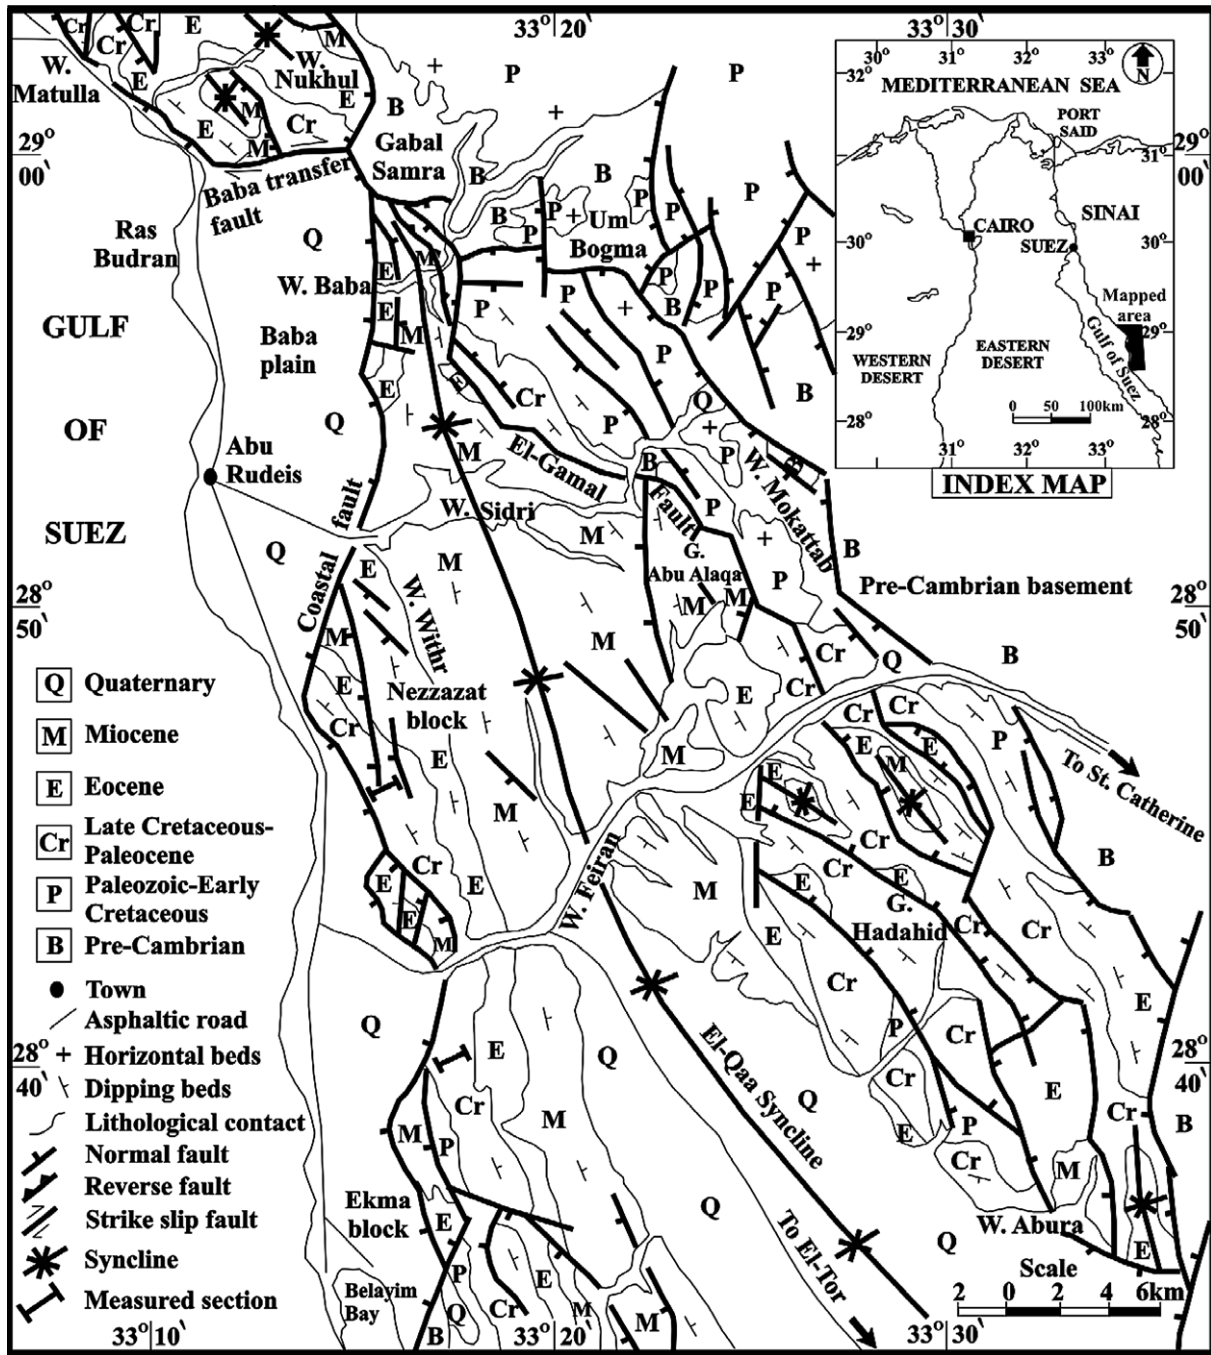 33° 20'
33° 30'
Cr
Cr
Cr
E
M
W.
Nukhul
W.
Matulla
E
M
E
E
Cr
M
B
P
P
Gabal
Samra
29°
00'
Baba transfer
fault
B
B
P
P
P
B
P
P
Um
Bogma
P
Ras
Budran
Q
M
E
W. Baba
P
P
P
B
P
P
GULF
E
M
Baba
plain
P
B
E
E
Cr
Q
P
P
Q
OF
Abu
Rudeis
M
El-Gamal
B
P
W. Mokattab
B
fault
W. Sidri
Fault
P
SUEZ
Q
M
M
G.
Abu Alaqa
B
P
Pre-Cambrian basement
Coastal
E
W. Withr
M
M
M
28°
50'
28°
50'
M
Cr
Q
B
E
Nezzazat
block
E
Cr
Cr
Cr
Cr
E
E
P
M
To St. Catherine
E
M
M
E
E
Cr
Cr
B
Cr
E
E
W. Feiran
M
E
E
G.
Hadahid
Cr
Cr
E
M
E
Cr
E
Q
P
Cr
El-Qaa Syncline
E
Q
Cr
E
Cr
Q
M
M
P
E
P
Cr
B
Cr
M
Ekma
block
E
Q
To El-Tor
Q
W. Abura
E
P
E
Belayim
Bay
Q
Cr
M
M
B
28°
40'
28°
40'
29°
00'
Q Quaternary
M Miocene
E Eocene
Cr Late Cretaceous-
Paleocene
P Paleozoic-Early
Cretaceous
B Pre-Cambrian
Town
Asphaltic road
Horizontal beds
Dipping beds
Lithological contact
Normal fault
Reverse fault
Strike slip fault
Syncline
Measured section
Scale
2 0 2 4 6km
33° 10'
33° 20'
33° 30'
30° 31° 32° 33°
N
32°
MEDITERRANEAN SEA
PORT
SAID
31°
SINAI
CAIRO
SUEZ
30°
30°
Mapped
area
29°
29°
Gulf of Suez
WESTERN
DESERT
EASTERN
DESERT
0 50 100km
28°
28°
31° 32° 33°
INDEX MAP